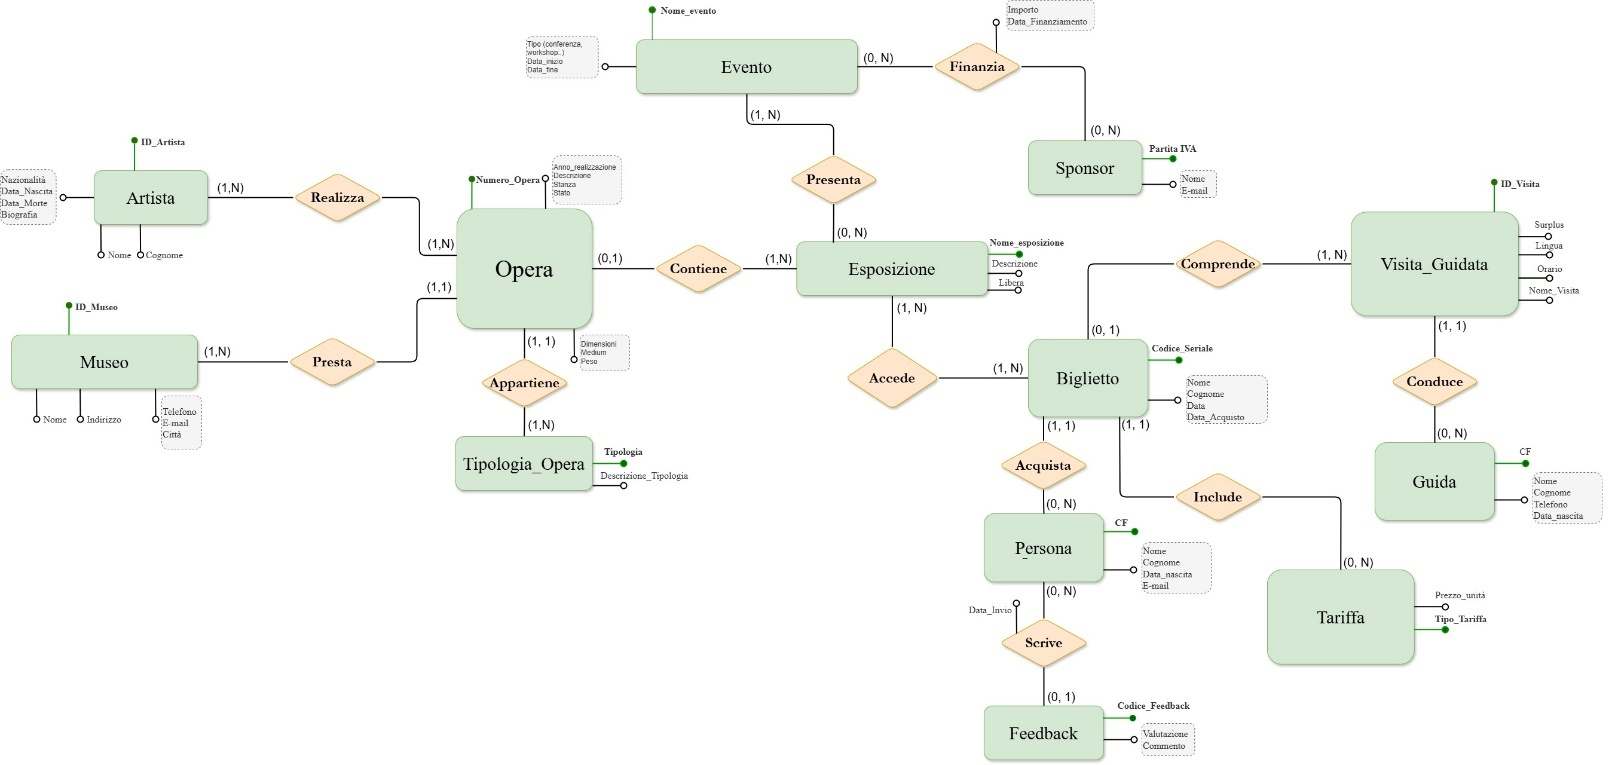 Nome_evento
Importo
Data_Finanziamento
Tipo (conferenza,
workshop..)
Data_inizio
Data_fine
Evento
(0, N)
Finanzia
(1, N)
(0, N)
ID_Artista
Partita IVA
Sponsor
Nome
E-mail
Nazionalità
Data_Nascita
Data_Morte
Biografia
Artista
(1,N)
Realizza
Nome
Cognome
(1,N)
Numero_Opera
Anno_realizzazione
Descrizione
Stanza
Stato
Presenta
(0, N)
ID_Visita
Opera
(0,1)
Contiene
(1,N)
Esposizione
Nome_esposizione
Descrizione
Libera
Comprende
(1, N)
Visita_Guidata
Surplus
Lingua
Orario
Nome_Visita
(1,1)
ID_Museo
(1, N)
(0, 1)
(1, 1)
Museo
(1,N)
Presta
(1, 1)
Dimensioni
Medium
Peso
Nome
Indirizzo
Telefono
E-mail
Città
Appartiene
(1,N)
Accede
(1, N)
Biglietto
Codice_Seriale
Nome
Cognome
Data
Data_Acquisto
Conduce
(0, N)
(1, 1)
(1, 1)
Tipologia_Opera
Tipologia
Descrizione_Tipologia
Acquista
(0, N)
Include
Guida
CF
Nome
Cognome
Telefono
Data_nascita
Persona
CF
Nome
Cognome
Data_nascita
E-mail
(0, N)
(0, N)
Data_Invio
Scrive
Tariffa
Prezzo_unità
Tipo_Tariffa
(0, 1)
Feedback
Codice_Feedback
Valutazione
Commento